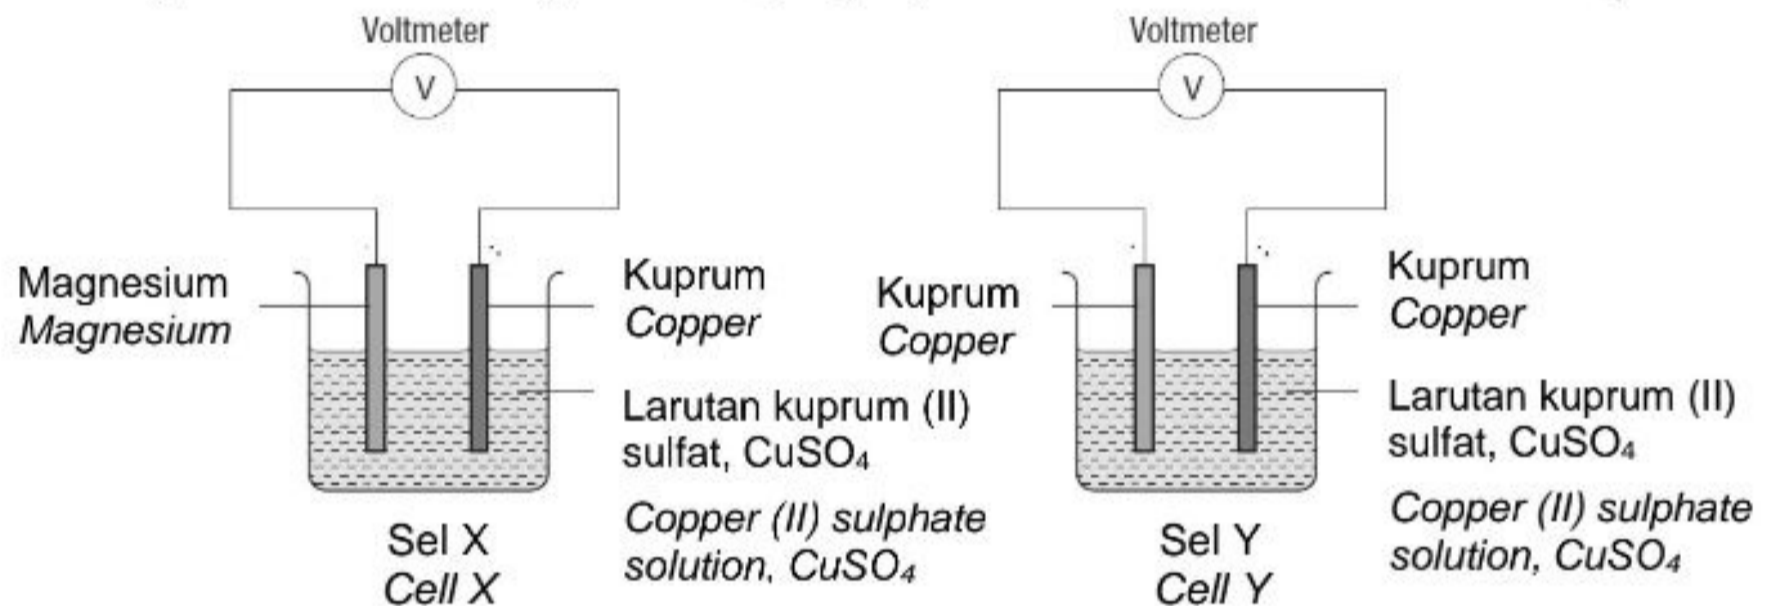 Voltmeter
V
Magnesium
Magnesium
Kuprum
Copper
Larutan kuprum (II)
sulfat, CuSO₄
Copper (II) sulphate
solution, CuSO₄
Sel X
Cell X
Voltmeter
V
Kuprum
Copper
Kuprum
Copper
Larutan kuprum (II)
sulfat, CuSO₄
Copper (II) sulphate
solution, CuSO₄
Sel Y
Cell Y